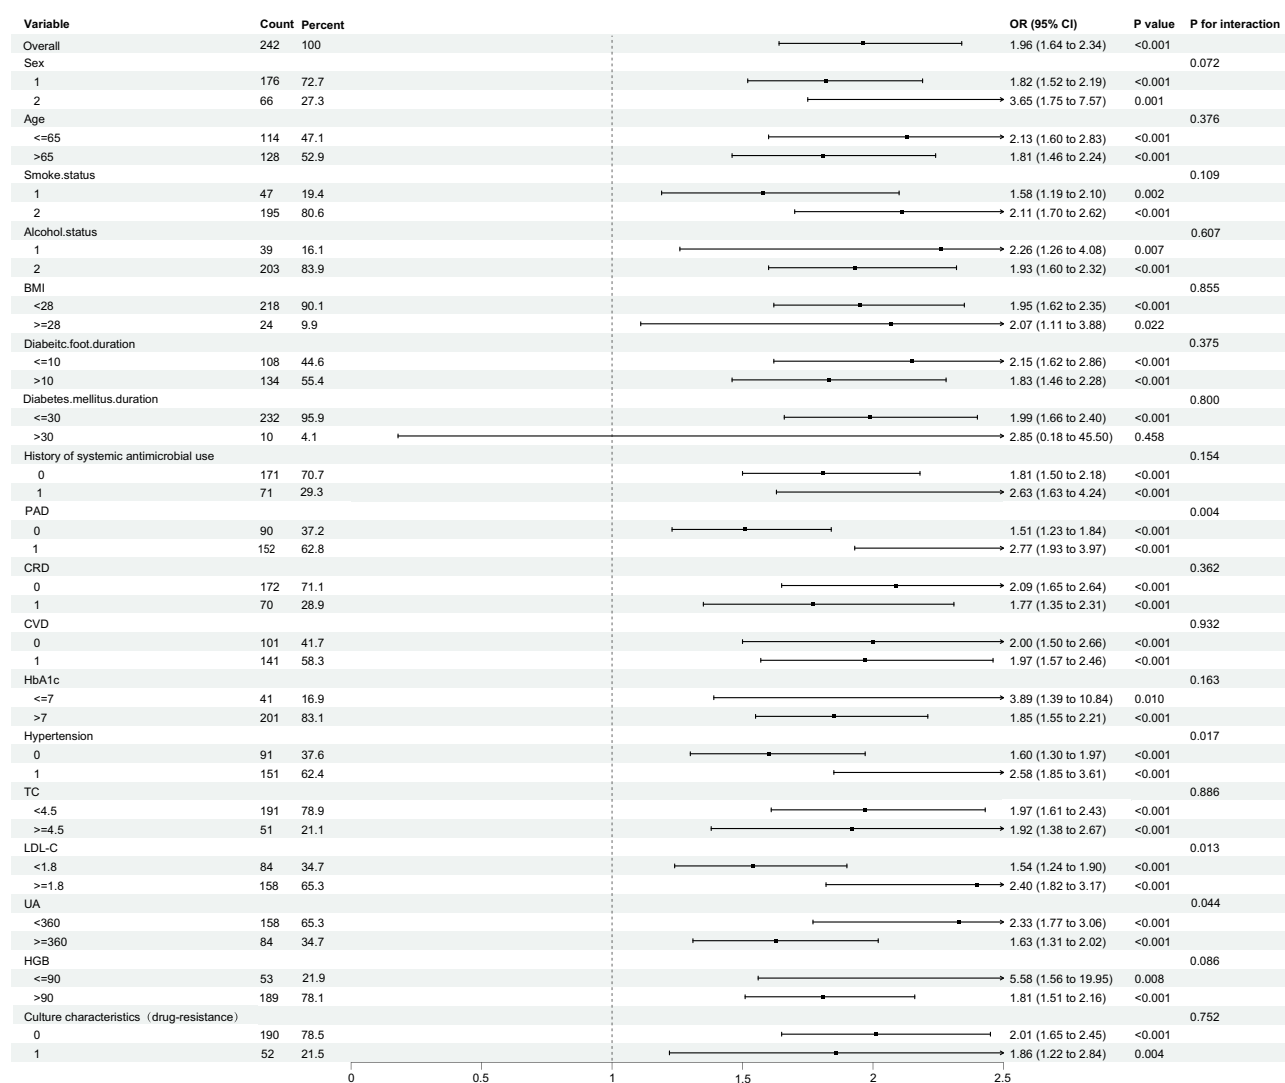 Variable Count Percent OR (95% CI) P value P for interaction
Overall 242 100 1.96 (1.64 to 2.34) <0.001
Sex 0.072
1 176 72.7 1.82 (1.52 to 2.19) <0.001
2 66 27.3 3.65 (1.75 to 7.57) 0.001
Age 0.376
<=65 114 47.1 2.13 (1.60 to 2.83) <0.001
>65 128 52.9 1.81 (1.46 to 2.24) <0.001
Smoke.status 0.109
1 47 19.4 1.58 (1.19 to 2.10) 0.002
2 195 80.6 2.11 (1.70 to 2.62) <0.001
Alcohol.status 0.607
1 39 16.1 2.26 (1.26 to 4.08) 0.007
2 203 83.9 1.93 (1.60 to 2.32) <0.001
BMI 0.855
<28 218 90.1 1.95 (1.62 to 2.35) <0.001
>=28 24 9.9 2.07 (1.11 to 3.88) 0.022
Diabeitc.foot.duration 0.375
<=10 108 44.6 2.15 (1.62 to 2.86) <0.001
>10 134 55.4 1.83 (1.46 to 2.28) <0.001
Diabetes.mellitus.duration 0.800
<=30 232 95.9 1.99 (1.66 to 2.40) <0.001
>30 10 4.1 2.85 (0.18 to 45.50) 0.458
History of systemic antimicrobial use 0.154
0 171 70.7 1.81 (1.50 to 2.18) <0.001
1 71 29.3 2.63 (1.63 to 4.24) <0.001
PAD 0.004
0 90 37.2 1.51 (1.23 to 1.84) <0.001
1 152 62.8 2.77 (1.93 to 3.97) <0.001
CRD 0.362
0 172 71.1 2.09 (1.65 to 2.64) <0.001
1 70 28.9 1.77 (1.35 to 2.31) <0.001
CVD 0.932
0 101 41.7 2.00 (1.50 to 2.66) <0.001
1 141 58.3 1.97 (1.57 to 2.46) <0.001
HbA1c 0.163
<=7 41 16.9 3.89 (1.39 to 10.84) 0.010
>7 201 83.1 1.85 (1.55 to 2.21) <0.001
Hypertension 0.017
0 91 37.6 1.60 (1.30 to 1.97) <0.001
1 151 62.4 2.58 (1.85 to 3.61) <0.001
TC 0.886
<4.5 191 78.9 1.97 (1.61 to 2.43) <0.001
>=4.5 51 21.1 1.92 (1.38 to 2.67) <0.001
LDL-C 0.013
<1.8 84 34.7 1.54 (1.24 to 1.90) <0.001
>=1.8 158 65.3 2.40 (1.82 to 3.17) <0.001
UA 0.044
<360 158 65.3 2.33 (1.77 to 3.06) <0.001
>=360 84 34.7 1.63 (1.31 to 2.02) <0.001
HGB 0.086
<=90 53 21.9 5.58 (1.56 to 19.95) 0.008
>90 189 78.1 1.81 (1.51 to 2.16) <0.001
Culture characteristics（drug-resistance） 0.752
0 190 78.5 2.01 (1.65 to 2.45) <0.001
1 52 21.5 1.86 (1.22 to 2.84) 0.004
0 0.5 1 1.5 2 2.5